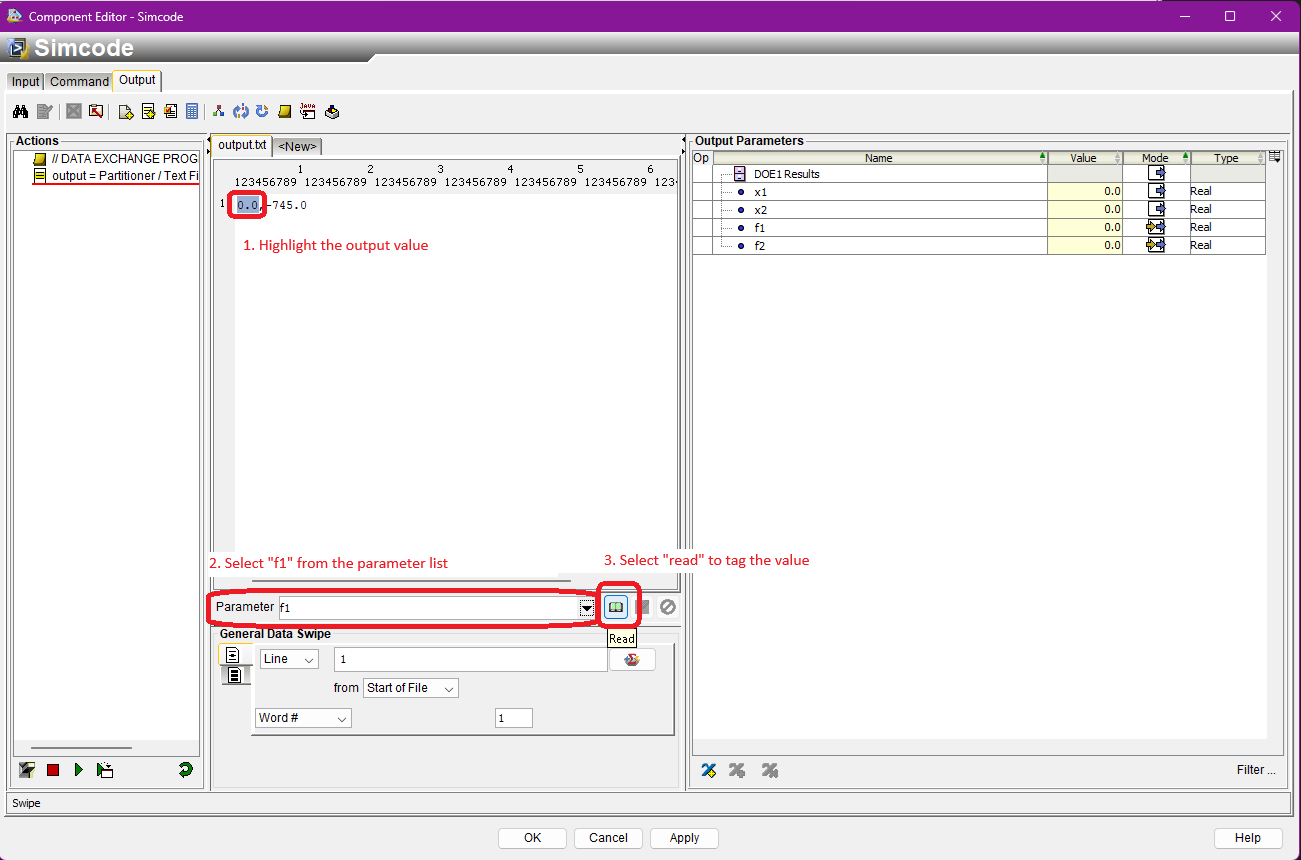 Component Editor - Simcode
Simcode
Input Command Output
JAVA
Actions
// DATA EXCHANGE PROG
output = Partitioner / Text Fi
output.txt <New>
1 2 3 4 5 6
123456789 123456789 123456789 123456789 123456789 123456789 123
1 0.0,-745.0
1. Highlight the output value
2. Select "f1" from the parameter list
3. Select "read" to tag the value
Parameter f1
Read
General Data Swipe
Line 1
from Start of File
Word # 1
Output Parameters
Op Name Value Mode Type
DOE1 Results
x1 0.0 Real
x2 0.0 Real
f1 0.0 Real
f2 0.0 Real
Filter ...
Swipe
OK Cancel Apply Help